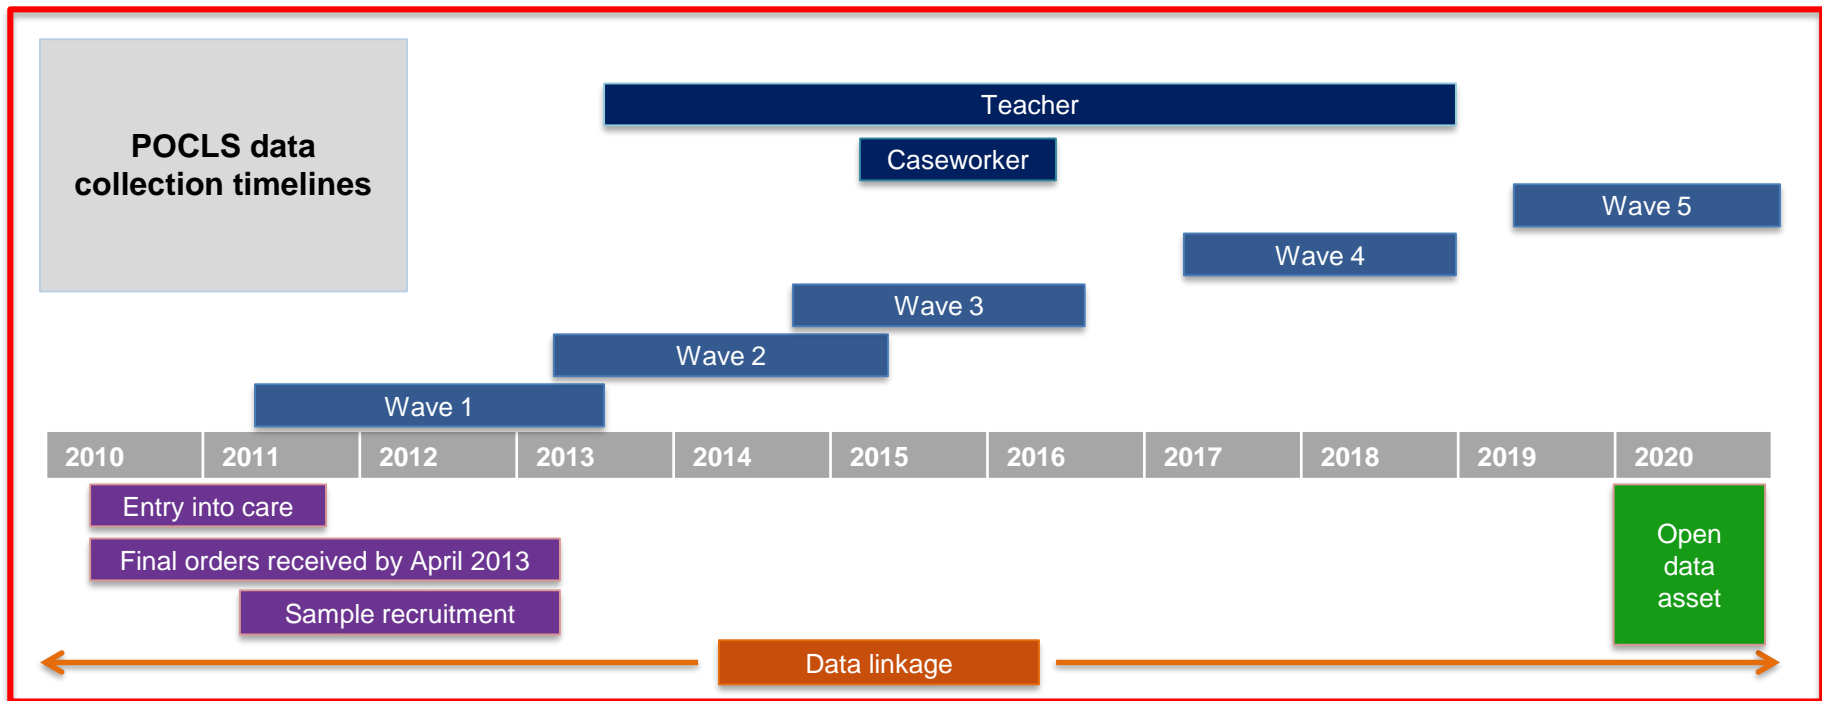 POCLS data
collection timelines
Teacher
Caseworker
Wave 5
Wave 4
Wave 3
Wave 2
Wave 1
2010 2011 2012 2013 2014 2015 2016 2017 2018 2019 2020
Entry into care
Final orders received by April 2013
Sample recruitment
Open
data
asset
Data linkage